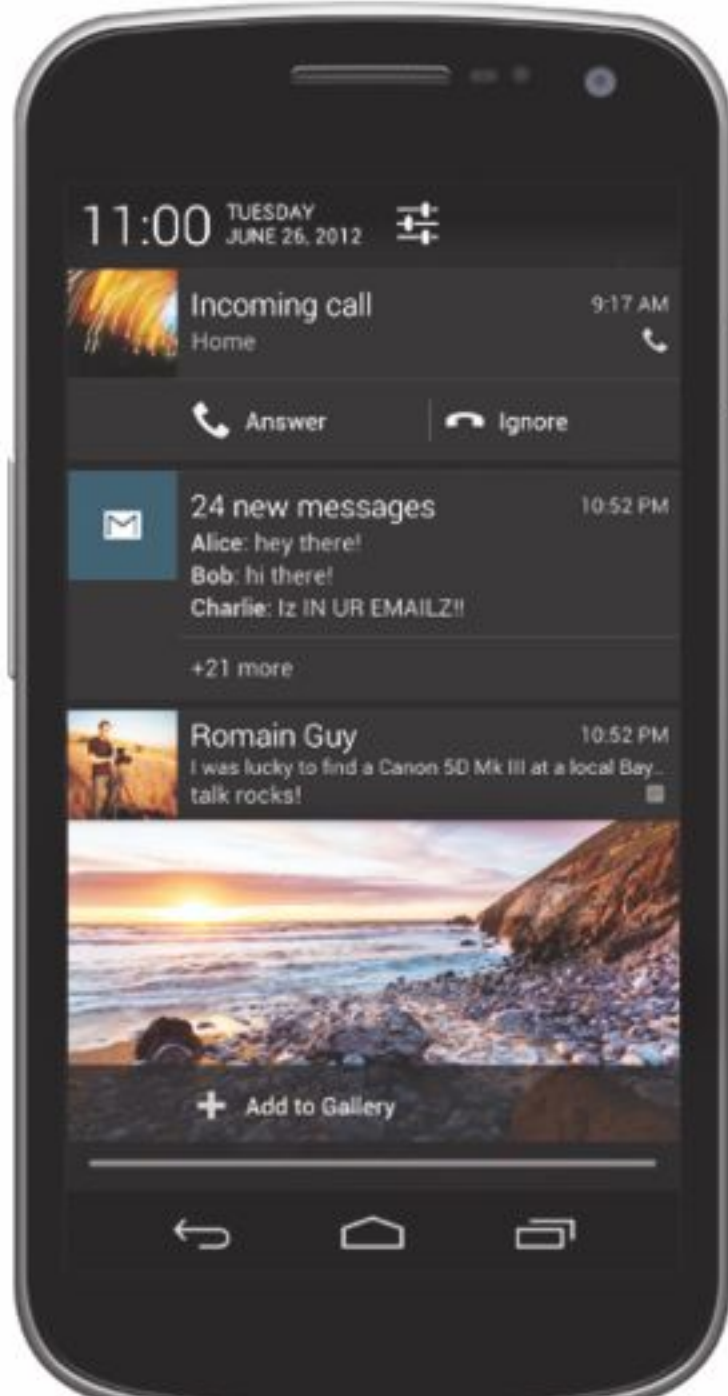 11:00 TUESDAY
JUNE 26, 2012
Incoming call 9:17 AM
Home
Answer Ignore
24 new messages 10:52 PM
Alice: hey there!
Bob: hi there!
Charlie: Iz IN UR EMAILZ!!
+21 more
Romain Guy 10:52 PM
I was lucky to find a Canon 5D Mk III at a local Bay..
talk rocks!
Add to Gallery